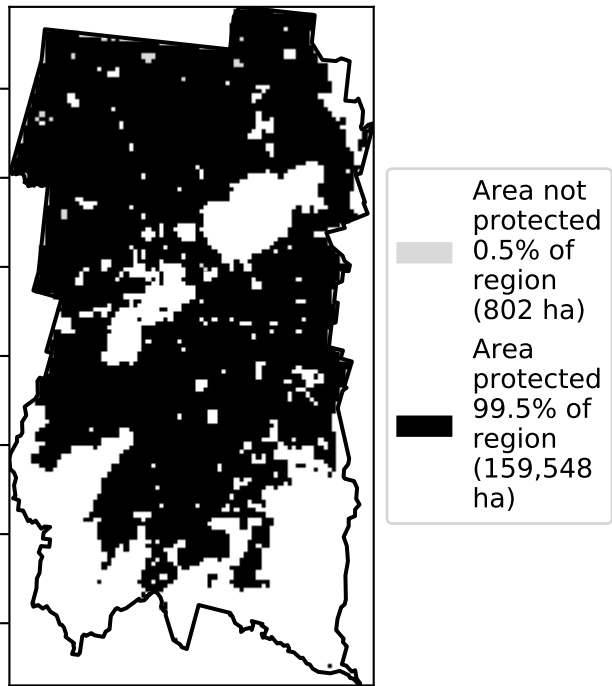 Area not
protected
0.5% of
region
(802 ha)
Area
protected
99.5% of
region
(159,548
ha)